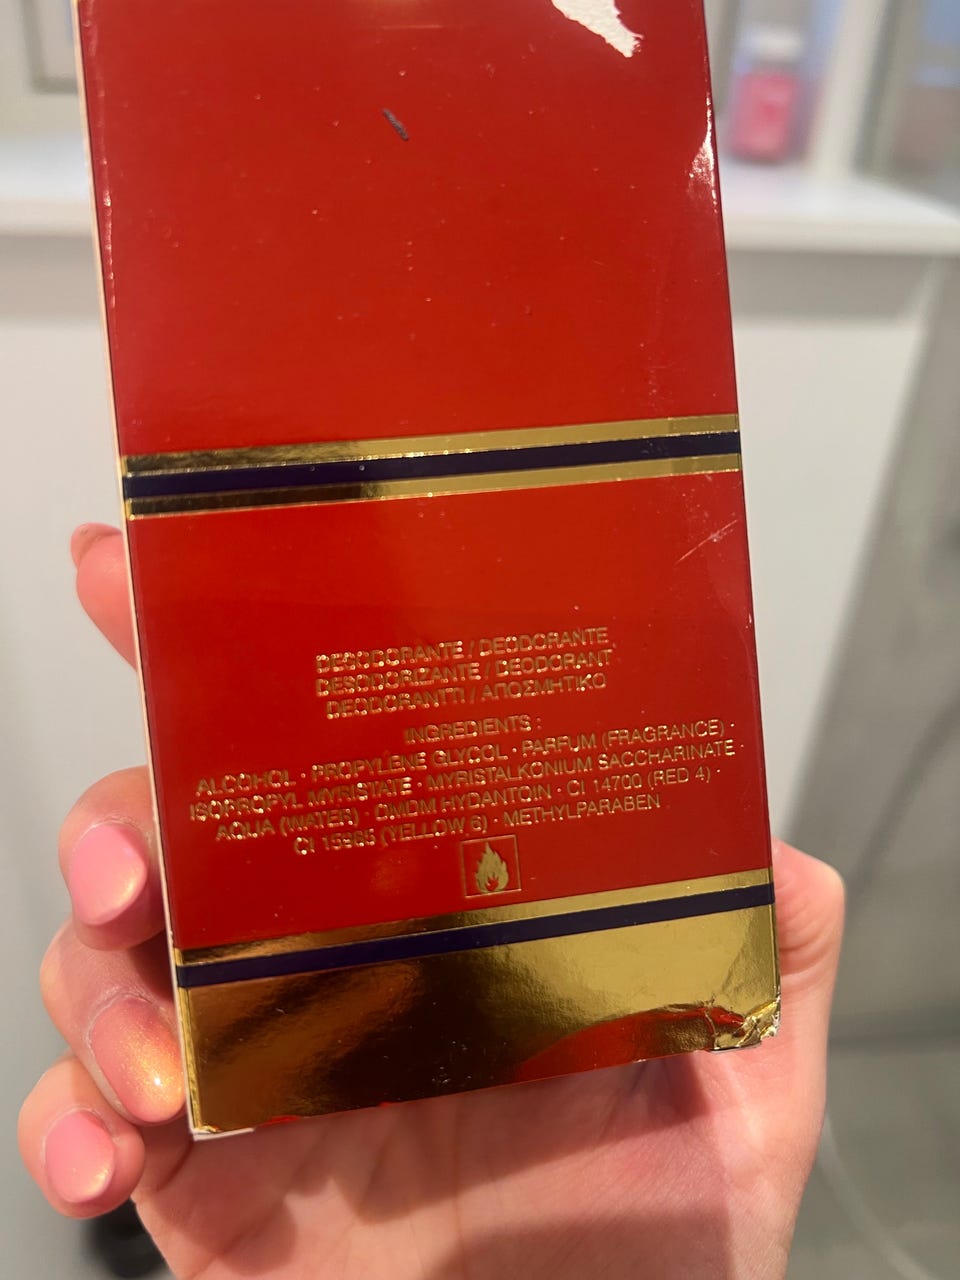 DEODORANTE / DEODORANTE
DESODORIZANTE / DEODORANT
DEODORANTTI / ΑΠΟΣΜΗΤΙΚΟ
INGREDIENTS :
ALCOHOL · PROPYLENE GLYCOL · PARFUM (FRAGRANCE) ·
ISOPROPYL MYRISTATE · MYRISTALKONIUM SACCHARINATE ·
AQUA (WATER) · DMDM HYDANTOIN · CI 14700 (RED 4) ·
CI 15985 (YELLOW 6) · METHYLPARABEN